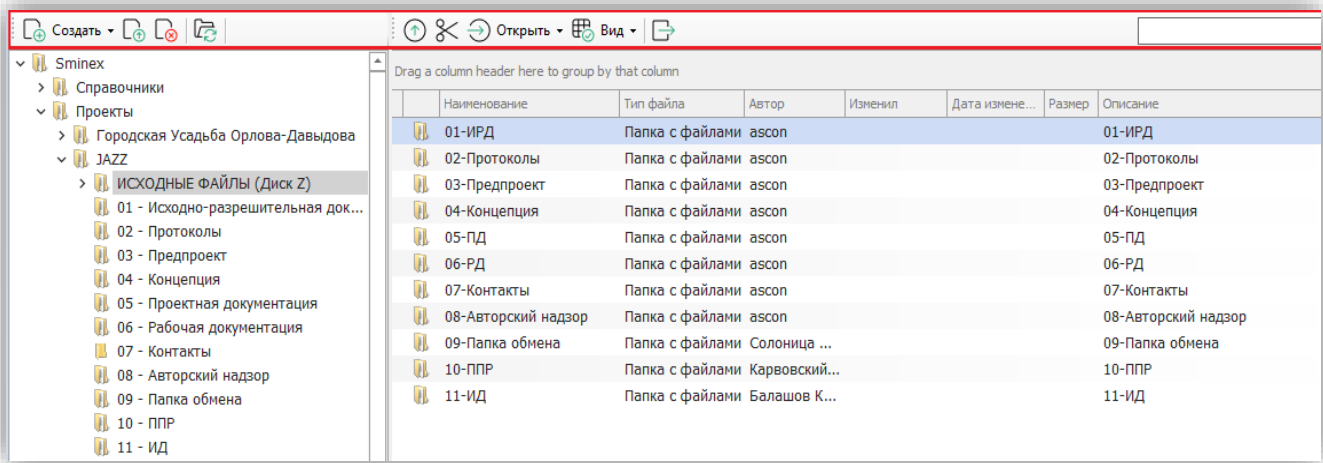 Создать Открыть Вид
Sminex
Справочники
Проекты
Городская Усадьба Орлова-Давыдова
JAZZ
ИСХОДНЫЕ ФАЙЛЫ (Диск Z)
01 - Исходно-разрешительная док...
02 - Протоколы
03 - Предпроект
04 - Концепция
05 - Проектная документация
06 - Рабочая документация
07 - Контакты
08 - Авторский надзор
09 - Папка обмена
10 - ППР
11 - ИД
Drag a column header here to group by that column
Наименование Тип файла Автор Изменил Дата измене... Размер Описание
01-ИРД Папка с файлами ascon 01-ИРД
02-Протоколы Папка с файлами ascon 02-Протоколы
03-Предпроект Папка с файлами ascon 03-Предпроект
04-Концепция Папка с файлами ascon 04-Концепция
05-ПД Папка с файлами ascon 05-ПД
06-РД Папка с файлами ascon 06-РД
07-Контакты Папка с файлами ascon 07-Контакты
08-Авторский надзор Папка с файлами ascon 08-Авторский надзор
09-Папка обмена Папка с файлами Солоница ... 09-Папка обмена
10-ППР Папка с файлами Карвовский... 10-ППР
11-ИД Папка с файлами Балашов К... 11-ИД